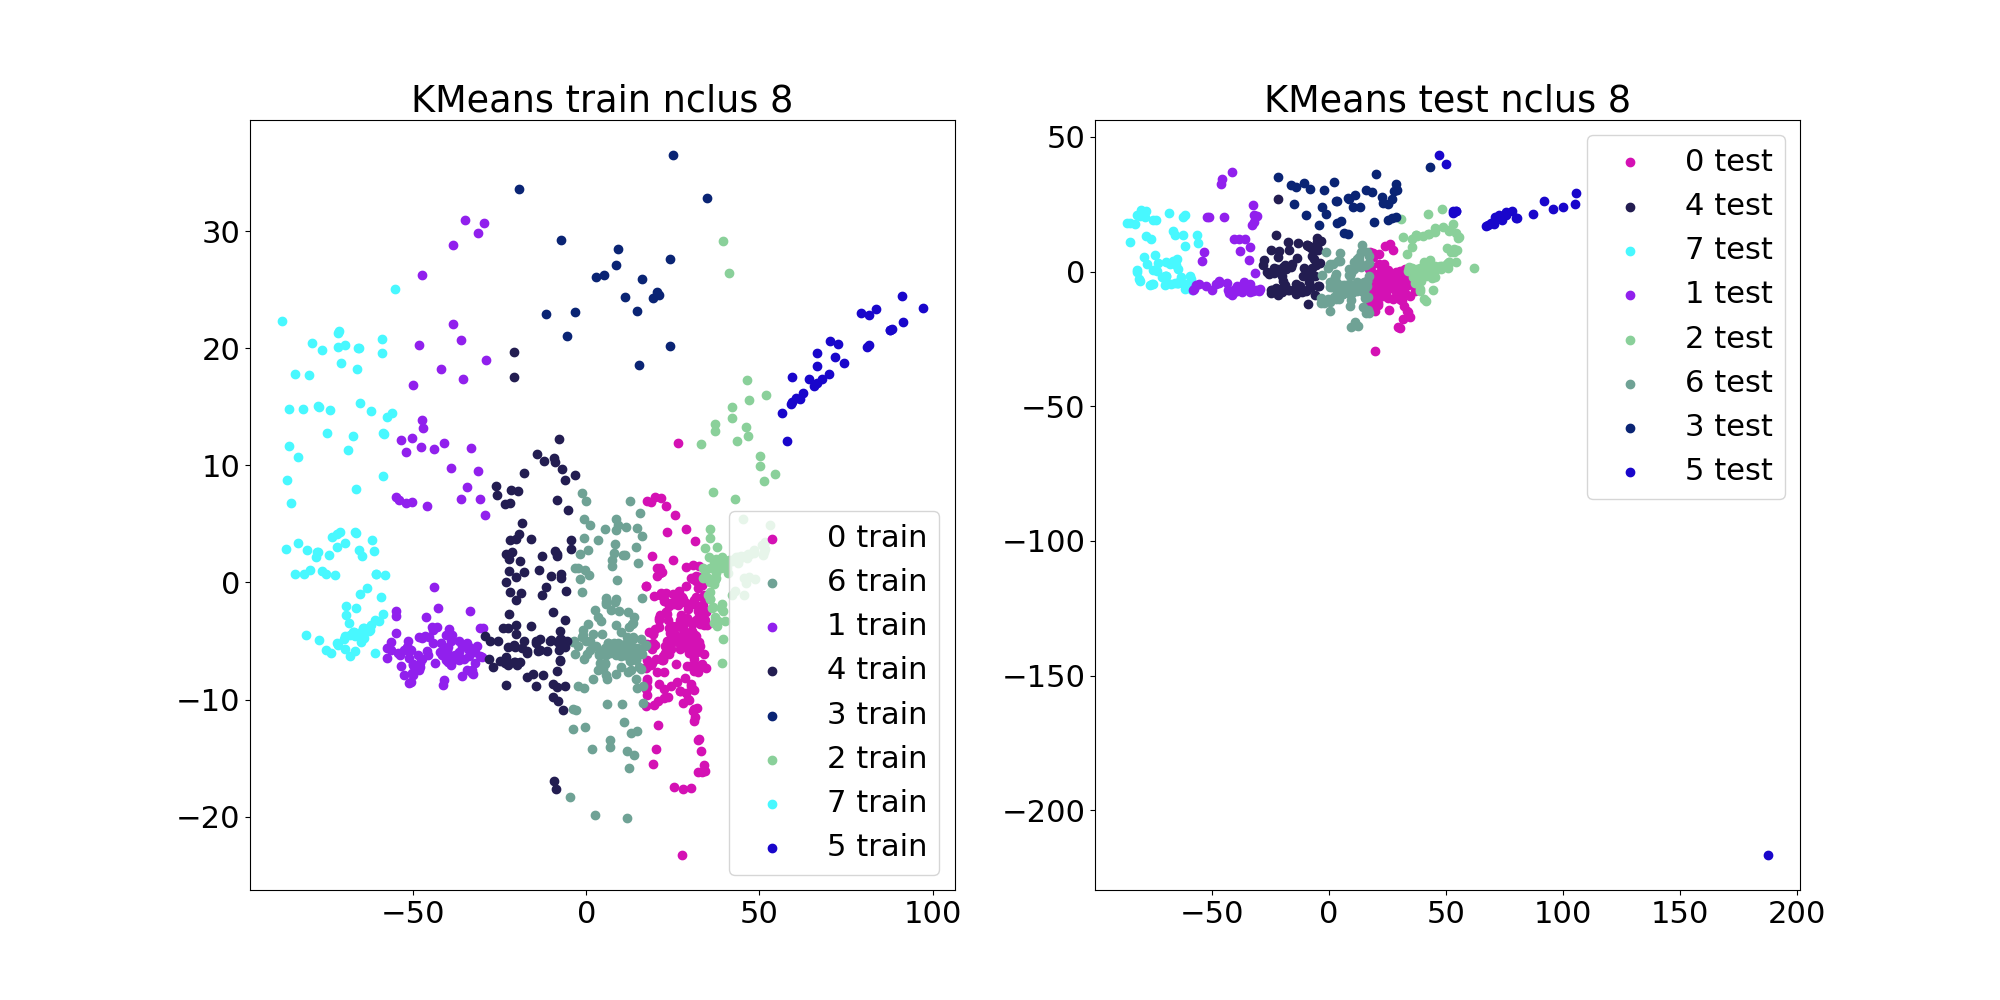 KMeans train nclus 8
30
20
10
0
−10
−20
−50
0
50
100
0 train
6 train
1 train
4 train
3 train
2 train
7 train
5 train
KMeans test nclus 8
50
0
−50
−100
−150
−200
−50
0
50
100
150
200
0 test
4 test
7 test
1 test
2 test
6 test
3 test
5 test